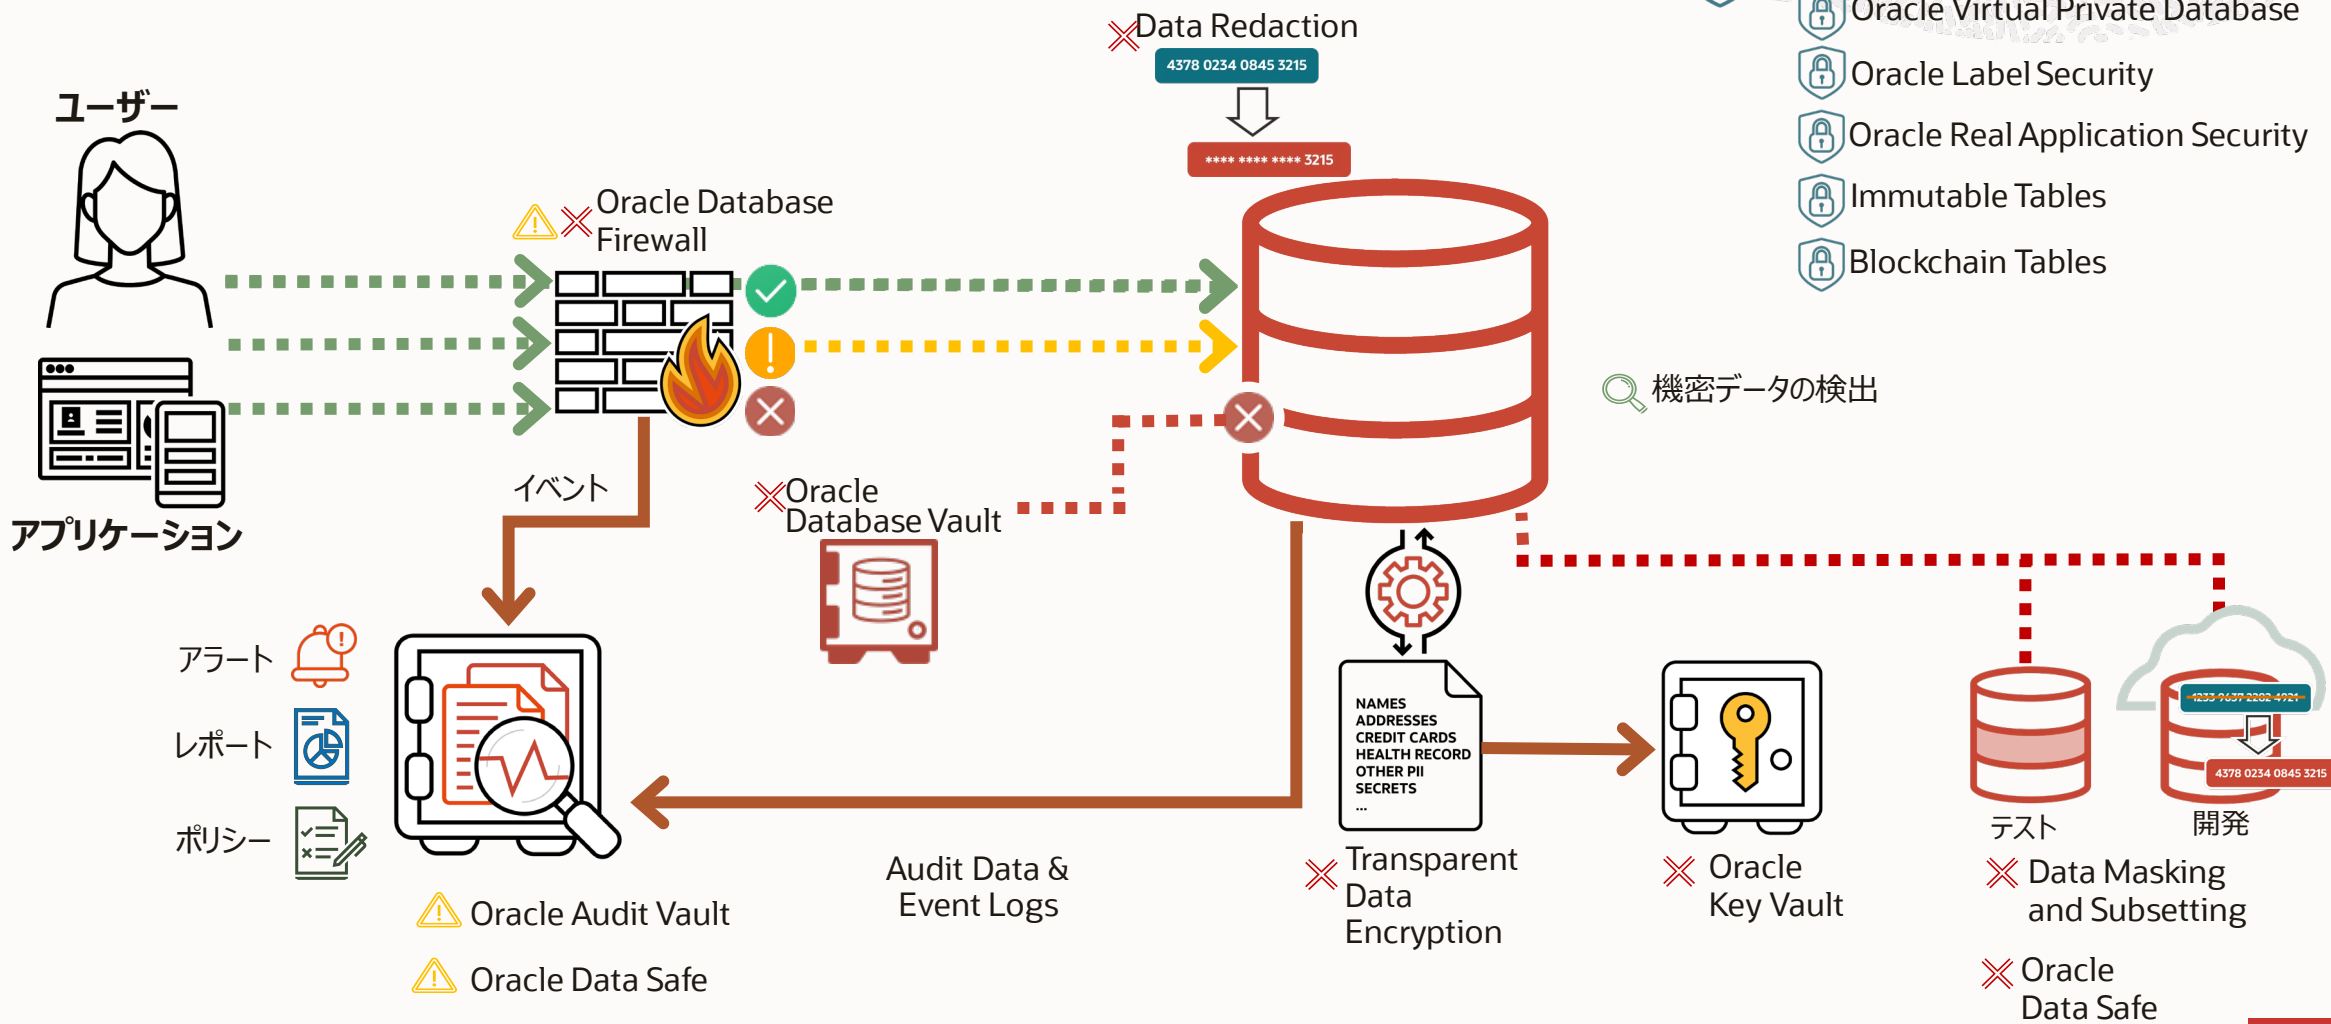 Data Redaction
4378 0234 0845 3215
**** **** **** 3215
Oracle Virtual Private Database
Oracle Label Security
Oracle Real Application Security
Immutable Tables
Blockchain Tables
ユーザー
アプリケーション
Oracle Database
Firewall
イベント
Oracle
Database Vault
機密データの検出
アラート
レポート
ポリシー
Oracle Audit Vault
Oracle Data Safe
Audit Data &
Event Logs
NAMES
ADDRESSES
CREDIT CARDS
HEALTH RECORD
OTHER PII
SECRETS
...
Transparent
Data
Encryption
Oracle
Key Vault
4378 0234 0845 3215
テスト
開発
Data Masking
and Subsetting
Oracle
Data Safe